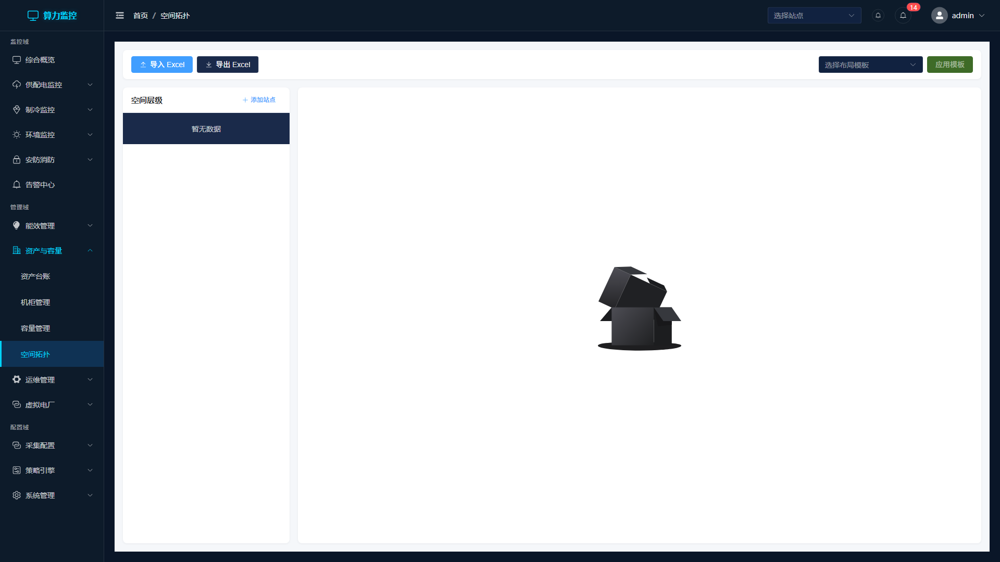 算力监控
首页 / 空间拓扑
选择站点
14
admin
监控域
综合概览
供配电监控
制冷监控
环境监控
安防消防
告警中心
管理域
能效管理
资产与容量
资产台账
机柜管理
容量管理
空间拓扑
运维管理
虚拟电厂
配置域
采集配置
策略引擎
系统管理
导入 Excel
导出 Excel
选择布局模板
应用模板
空间层级
添加站点
暂无数据